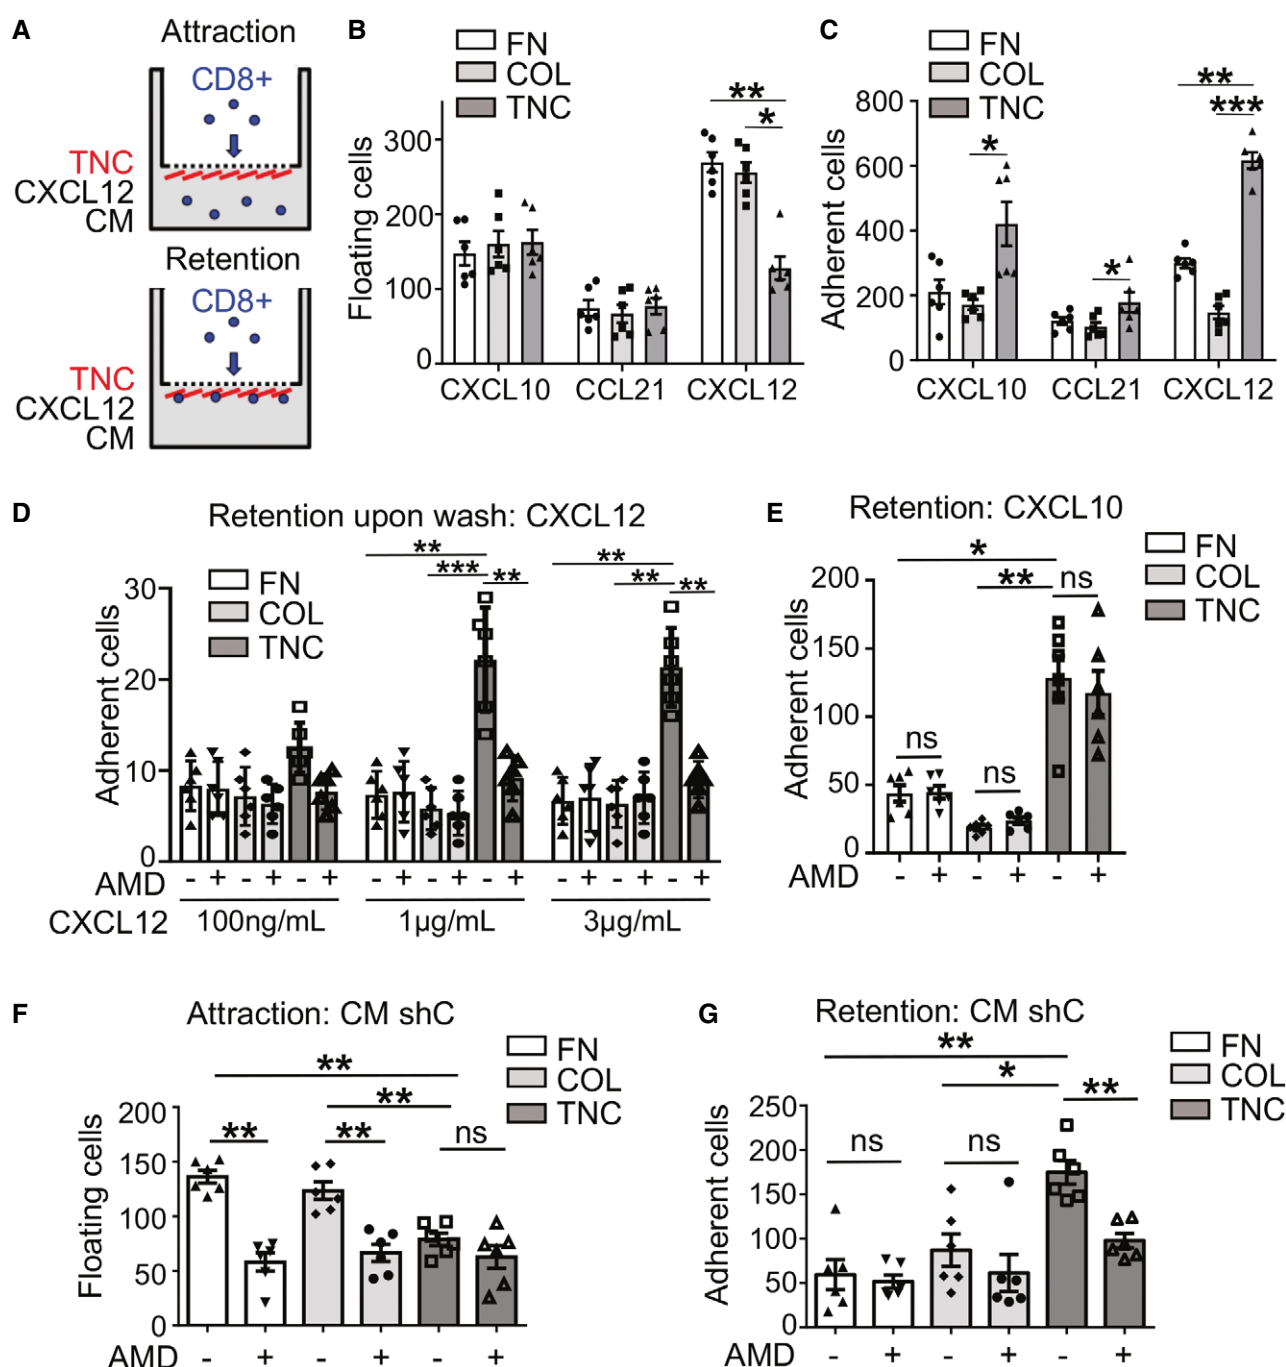 A
Attraction
CD8+
TNC
CXCL12
CM
Retention
CD8+
TNC
CXCL12
CM
B
FN
COL
TNC
Floating cells
300
200
100
0
**
*
CXCL10
CCL21
CXCL12
C
FN
COL
TNC
Adherent cells
800
600
400
200
0
*
*
**
***
CXCL10
CCL21
CXCL12
D
Retention upon wash: CXCL12
FN
COL
TNC
Adherent cells
30
20
10
0
**
***
**
**
**
**
AMD - + - + - + - + - + - + - + - + - +
CXCL12 100ng/mL 1µg/mL 3µg/mL
E
Retention: CXCL10
FN
COL
TNC
Adherent cells
200
150
100
50
0
*
**
ns
ns
ns
AMD - + - + - +
F
Attraction: CM shC
FN
COL
TNC
Floating cells
200
150
100
50
0
**
**
**
**
ns
AMD - + - + - +
G
Retention: CM shC
FN
COL
TNC
Adherent cells
250
200
150
100
50
0
**
*
**
ns
ns
AMD - + - + - +